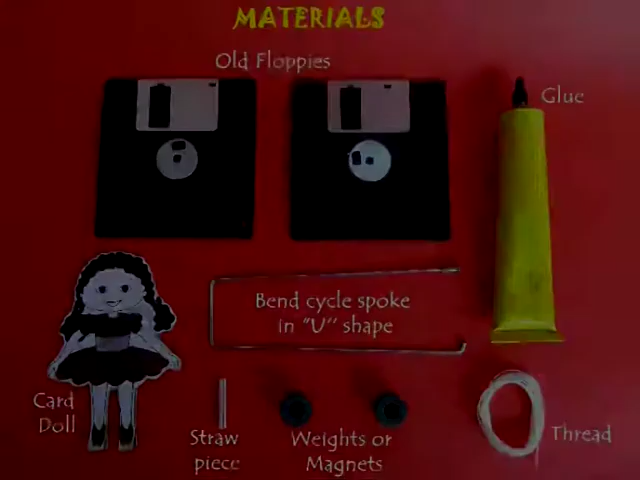 MATERIALS
Old Floppies
Glue
Bend cycle spoke
in "U" shape
Card
Doll
Straw
piece
Weights or
Magnets
Thread